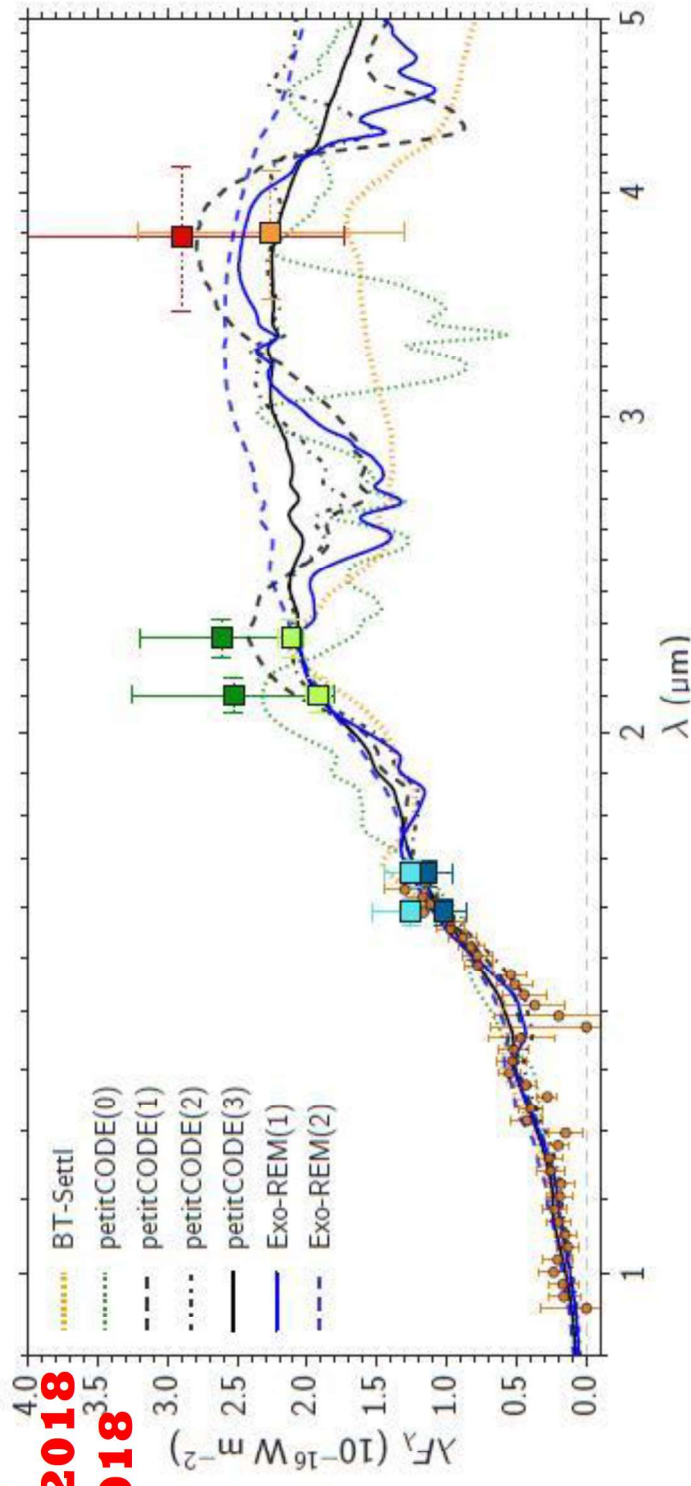 2018
018
4.0
3.5
3.0
2.5
2.0
1.5
1.0
0.5
0.0
λFλ (10⁻¹⁶ W m⁻²)
BT-Settl
petitCODE(0)
petitCODE(1)
petitCODE(2)
petitCODE(3)
Exo-REM(1)
Exo-REM(2)
1
2
3
4
5
λ (μm)